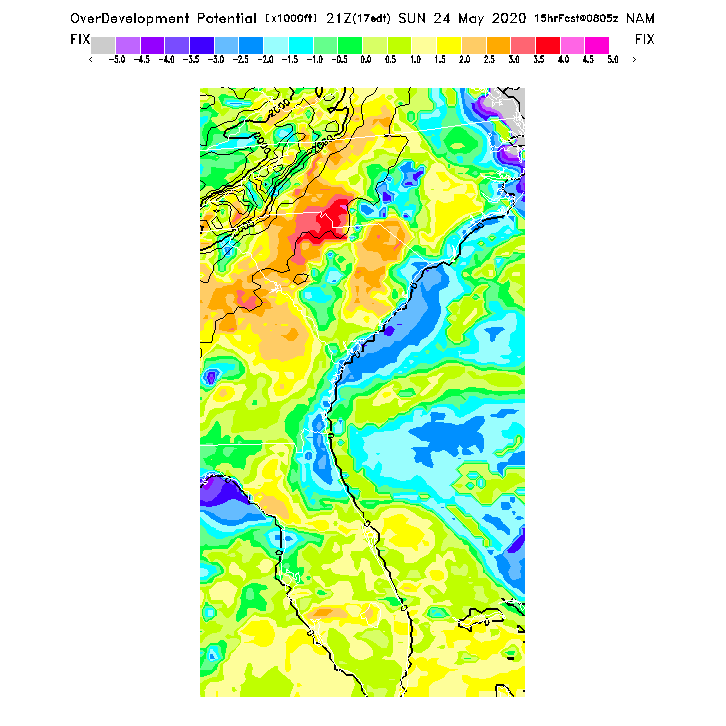 OverDevelopment Potential [x1000ft] 21Z(17edt) SUN 24 May 2020 15hrFcst@0805z NAM
FIX FIX
< -5.0 -4.5 -4.0 -3.5 -3.0 -2.5 -2.0 -1.5 -1.0 -0.5 0.0 0.5 1.0 1.5 2.0 2.5 3.0 3.5 4.0 4.5 5.0 >
2000